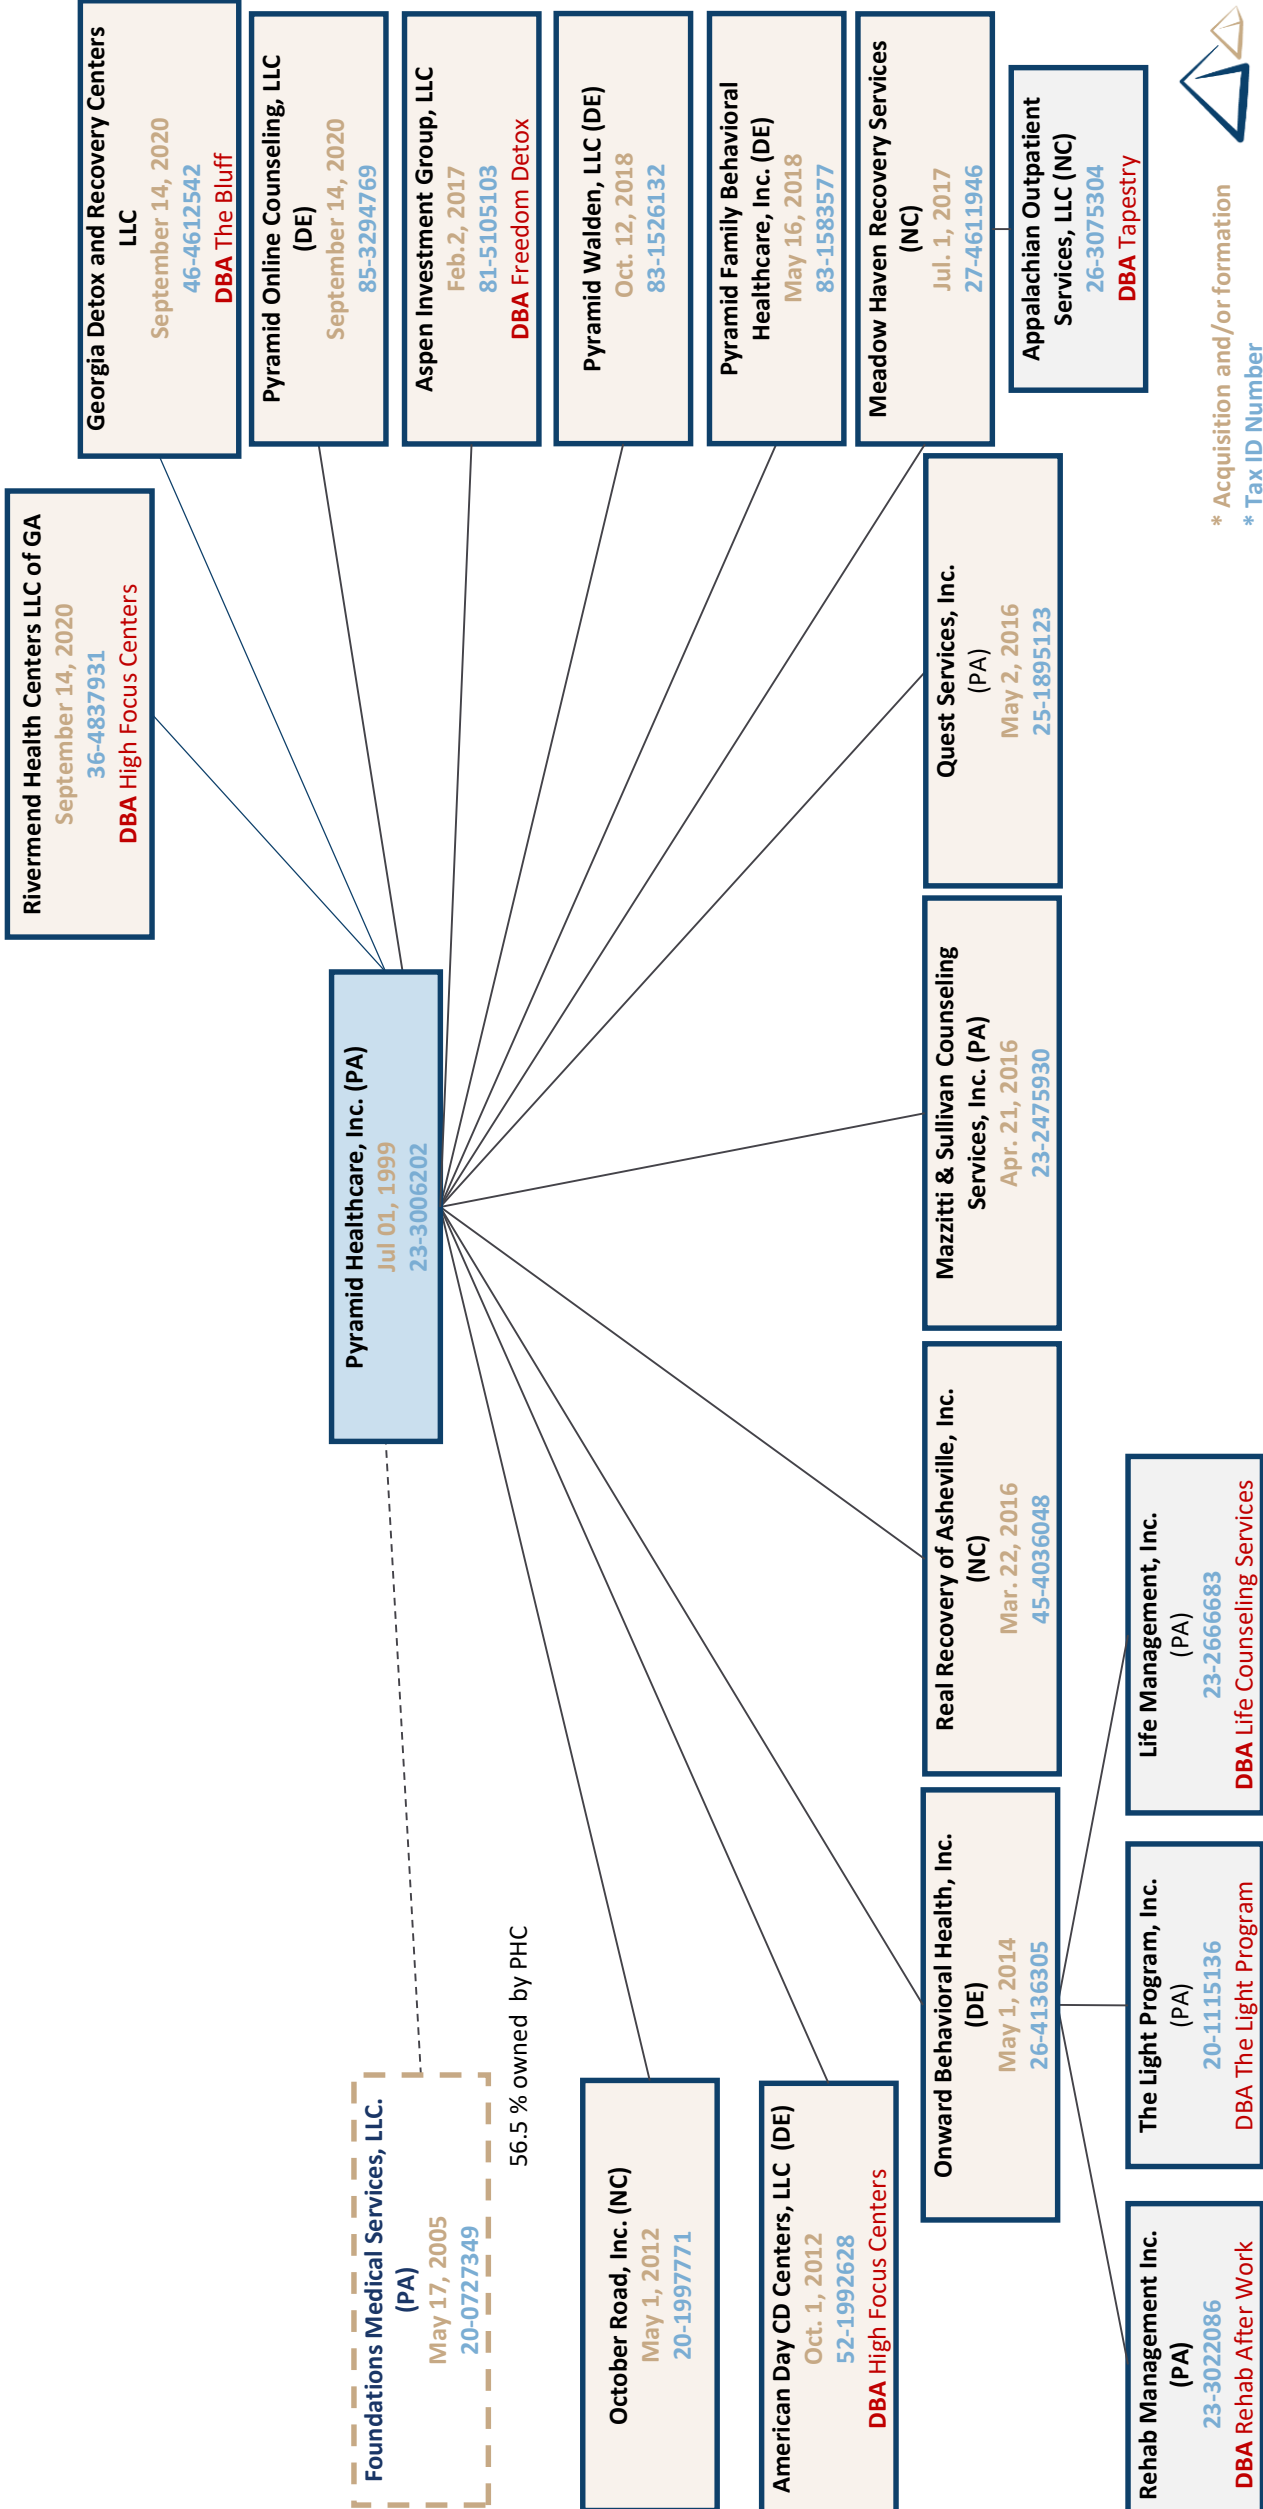 Rivermend Health Centers LLC of GA
September 14, 2020
36-4837931
DBA High Focus Centers
Georgia Detox and Recovery Centers
LLC
September 14, 2020
46-4612542
DBA The Bluff
Pyramid Online Counseling, LLC
(DE)
September 14, 2020
85-3294769
Pyramid Healthcare, Inc. (PA)
Jul 01, 1999
23-3006202
Foundations Medical Services, LLC.
(PA)
May 17, 2005
20-0727349
56.5 % owned by PHC
Aspen Investment Group, LLC
Feb.2, 2017
81-5105103
DBA Freedom Detox
October Road, Inc. (NC)
May 1, 2012
20-1997771
Pyramid Walden, LLC (DE)
Oct. 12, 2018
83-1526132
American Day CD Centers, LLC (DE)
Oct. 1, 2012
52-1992628
DBA High Focus Centers
Pyramid Family Behavioral
Healthcare, Inc. (DE)
May 16, 2018
83-1583577
Onward Behavioral Health, Inc.
(DE)
May 1, 2014
26-4136305
Real Recovery of Asheville, Inc.
(NC)
Mar. 22, 2016
45-4036048
Mazzitti & Sullivan Counseling
Services, Inc. (PA)
Apr. 21, 2016
23-2475930
Quest Services, Inc.
(PA)
May 2, 2016
25-1895123
Meadow Haven Recovery Services
(NC)
Jul. 1, 2017
27-4611946
Appalachian Outpatient
Services, LLC (NC)
26-3075304
DBA Tapestry
Rehab Management Inc.
(PA)
23-3022086
DBA Rehab After Work
The Light Program, Inc.
(PA)
20-1115136
DBA The Light Program
Life Management, Inc.
(PA)
23-2666683
DBA Life Counseling Services
* Acquisition and/or formation
* Tax ID Number